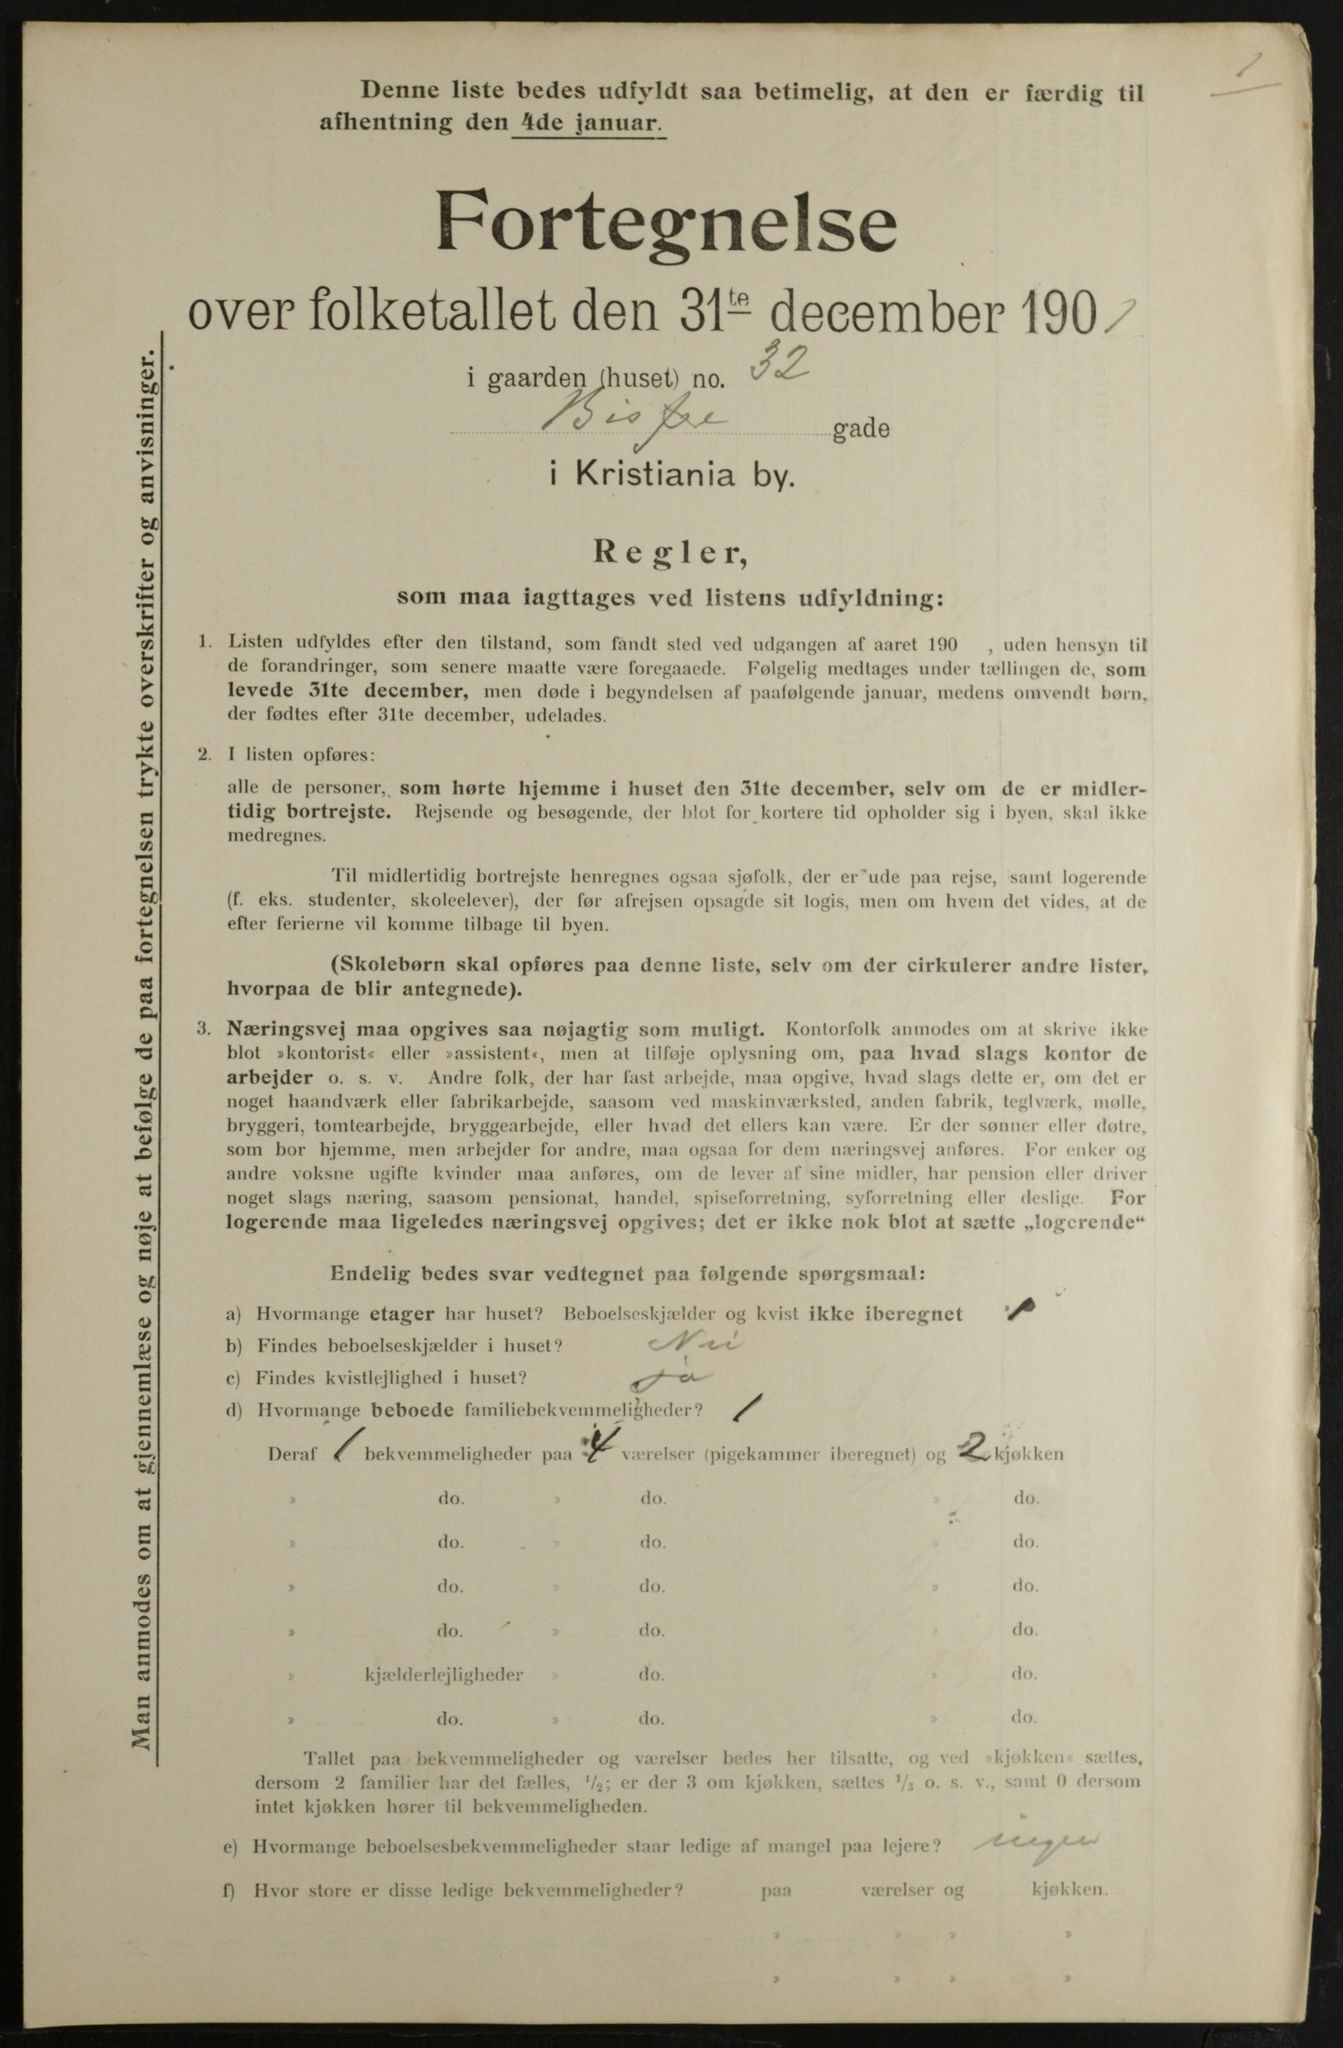 1
Denne liste bedes udfyldt saa betimelig, at den er færdig til
afhentning den 4de januar.
Fortegnelse
over folketallet den 31te december 1901
i gaarden (huset) no. 32
gade
i Kristiania by.
Regler,
som maa iagttages ved listens udfyldning:
1. Listen udfyldes efter den tilstand, som fandt sted ved udgangen af aaret 190 , uden hensyn til
de forandringer, som senere maatte være foregaaede. Følgelig medtages under tællingen de, som
levede 31te december, men døde i begyndelsen af paafølgende januar, medens omvendt børn,
der fødtes efter 31te december, udelades.
2. I listen opføres:
alle de personer, som hørte hjemme i huset den 31te december, selv om de er midler-
tidig bortrejste. Rejsende og besøgende, der blot for kortere tid opholder sig i byen, skal ikke
medregnes.
Til midlertidig bortrejste henregnes ogsaa sjøfolk, der er ude paa rejse, samt logerende
(f. eks. studenter, skoleelever), der før afrejsen opsagde sit logis, men om hvem det vides, at de
efter ferierne vil komme tilbage til byen.
(Skolebørn skal opføres paa denne liste, selv om der cirkulerer andre lister,
hvorpaa de blir antegnede).
3. Næringsvej maa opgives saa nøjagtig som muligt. Kontorfolk anmodes om at skrive ikke
blot »kontorist« eller »assistent«, men at tilføje oplysning om, paa hvad slags kontor de
arbejder o. s. v. Andre folk, der har fast arbejde, maa opgive, hvad slags dette er, om det er
noget haandværk eller fabrikarbejde, saasom ved maskinværksted, anden fabrik, teglværk, mølle,
bryggeri, tomtearbejde, bryggearbejde, eller hvad det ellers kan være. Er der sønner eller døtre,
som bor hjemme, men arbejder for andre, maa ogsaa for dem næringsvej anføres. For enker og
andre voksne ugifte kvinder maa anføres, om de lever af sine midler, har pension eller driver
noget slags næring, saasom pensionat, handel, spiseforretning, syforretning eller deslige. For
logerende maa ligeledes næringsvej opgives; det er ikke nok blot at sætte „logerende“
Endelig bedes svar vedtegnet paa følgende spørgsmaal:
a) Hvormange etager har huset? Beboelseskjælder og kvist ikke iberegnet 1
b) Findes beboelseskjælder i huset? Nei
c) Findes kvistlejlighed i huset? ja
d) Hvormange beboede familiebekvemmeligheder? 1
Deraf 1 bekvemmeligheder paa 4 værelser (pigekammer iberegnet) og 2 kjøkken
» do. » do. » do.
» do. » do. » do.
» do. » do. » do.
» do. » do. » do.
» kjælderlejligheder » do. » do.
» do. » do. » do.
Tallet paa bekvemmeligheder og værelser bedes her tilsatte, og ved »kjøkken« sættes,
dersom 2 familier har det fælles, 1/2; er der 3 om kjøkken, sættes 1/3 o. s. v., samt 0 dersom
intet kjøkken hører til bekvemmeligheden.
e) Hvormange beboelsesbekvemmeligheder staar ledige af mangel paa lejere? ingen
f) Hvor store er disse ledige bekvemmeligheder? paa værelser og kjøkken.
» » » »
» » » »
Man anmodes om at gjennemlæse og nøje at befølge de paa fortegnelsen trykte overskrifter og anvisninger.